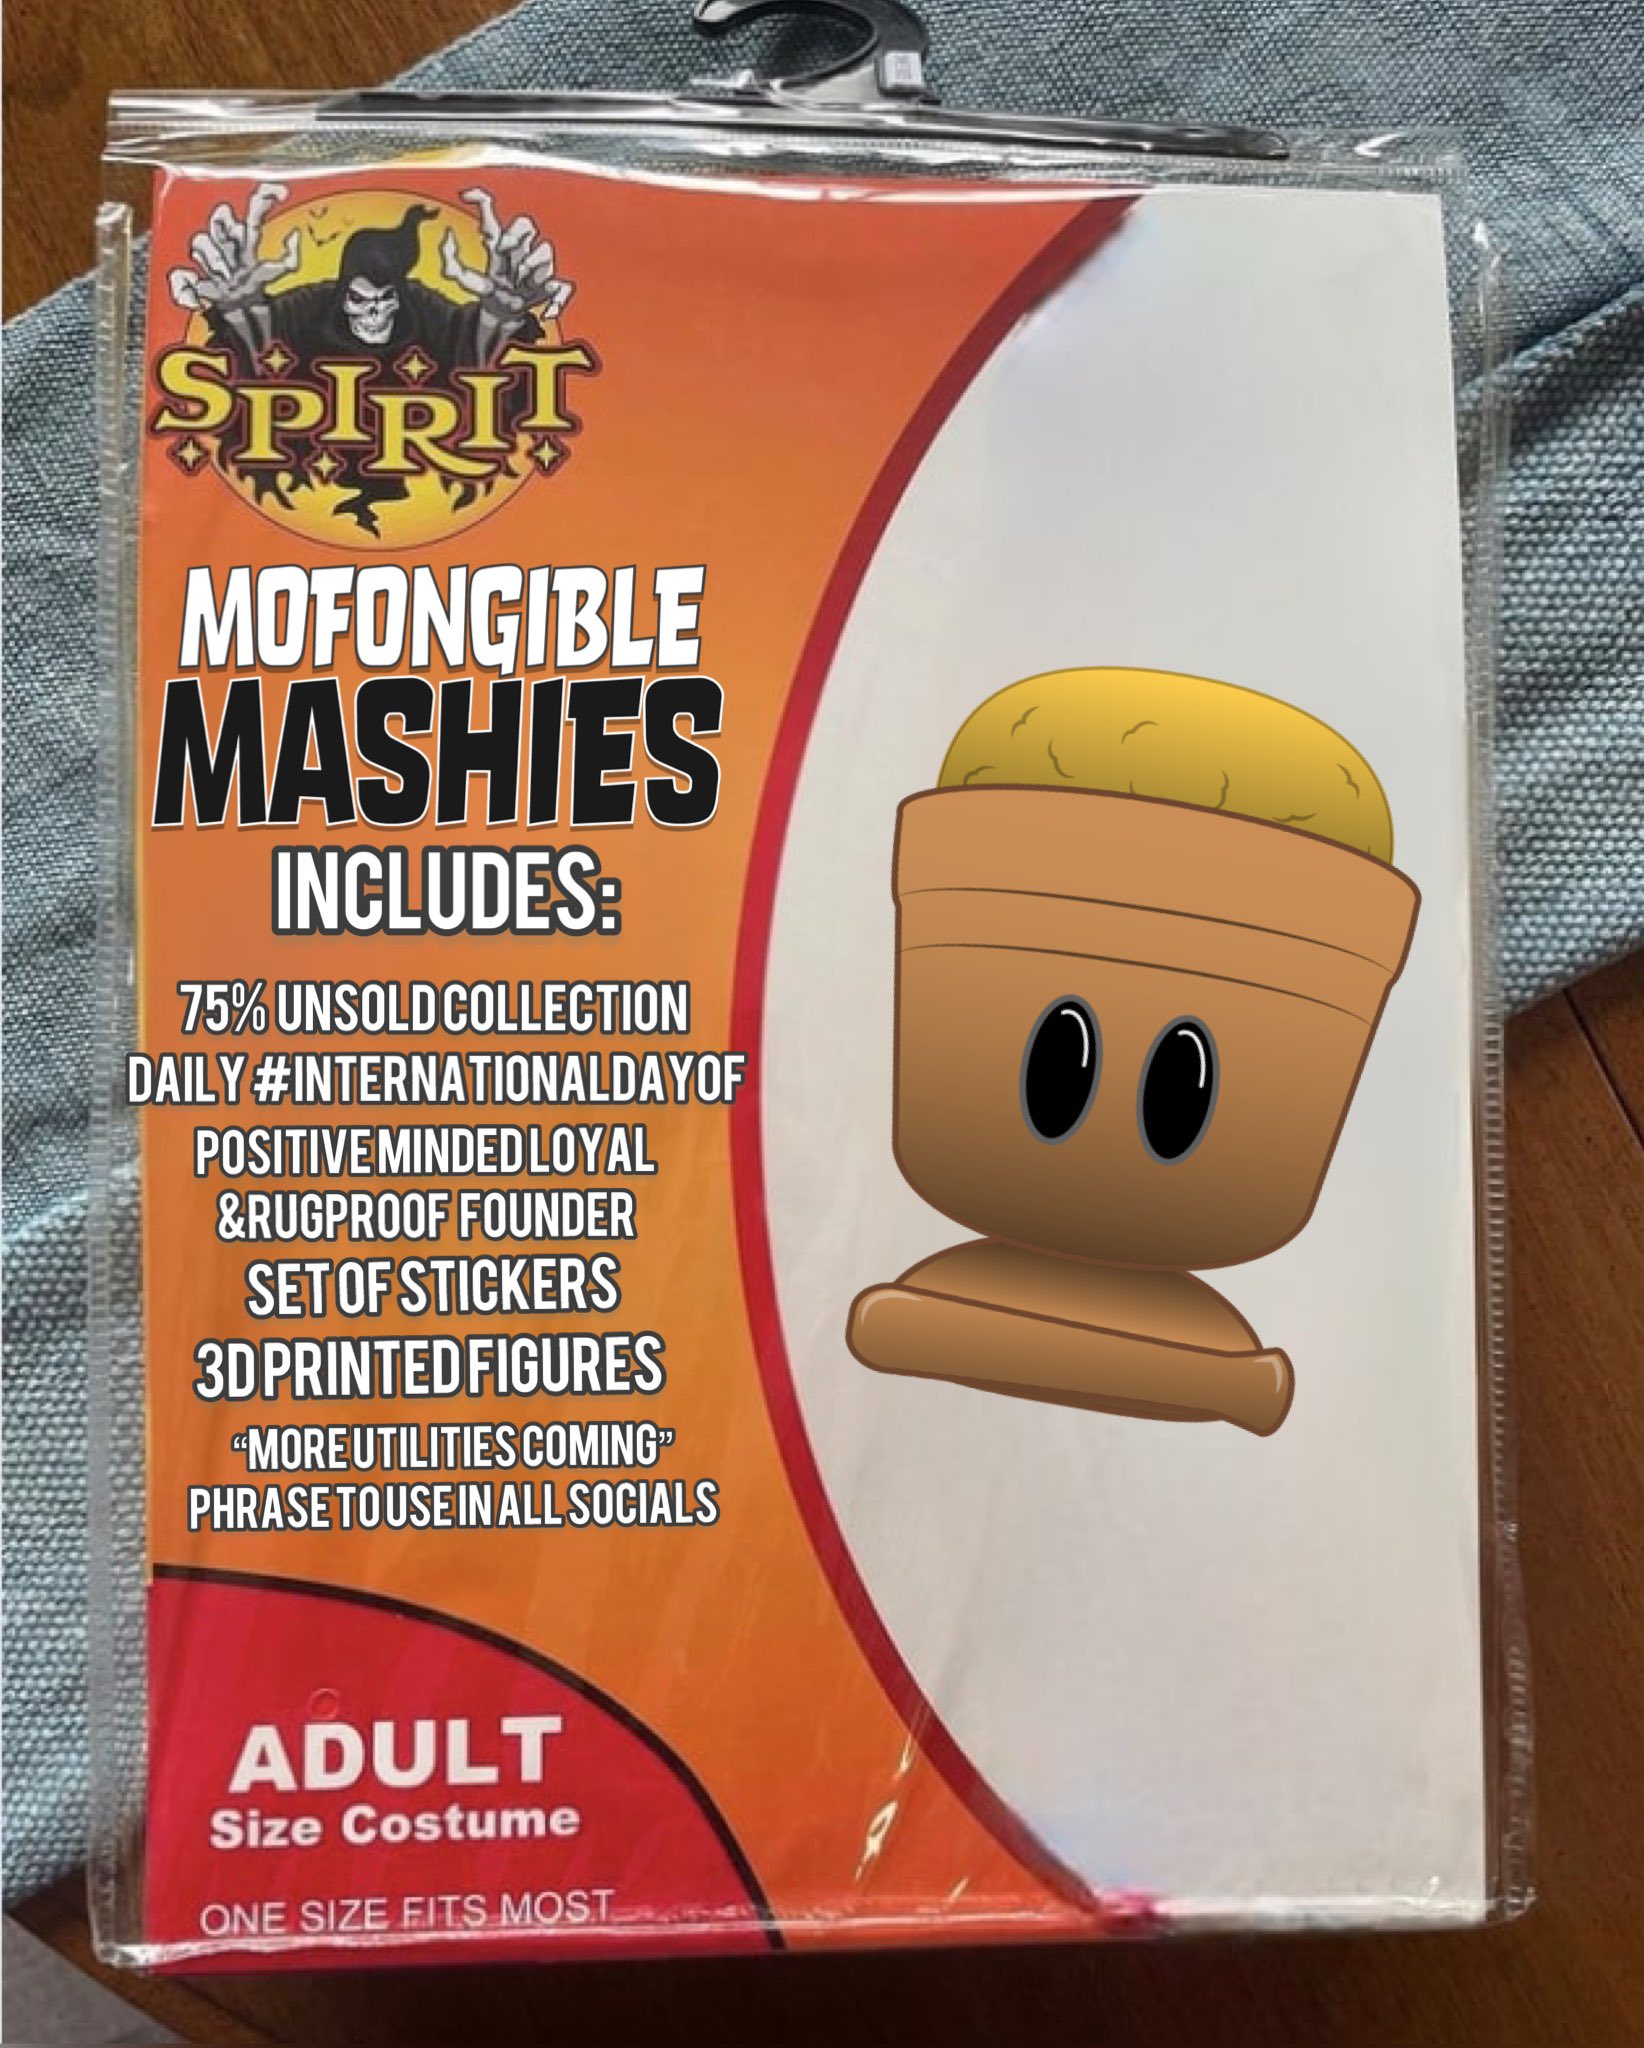 SPIRIT
MOFONGIBLE
MASHIES
INCLUDES:
75% UNSOLD COLLECTION
DAILY #INTERNATIONALDAYOF
POSITIVE MINDED LOYAL
&RUGPROOF FOUNDER
SET OF STICKERS
3D PRINTED FIGURES
“MORE UTILITIES COMING”
PHRASE TO USE IN ALL SOCIALS
ADULT
Size Costume
ONE SIZE FITS MOST